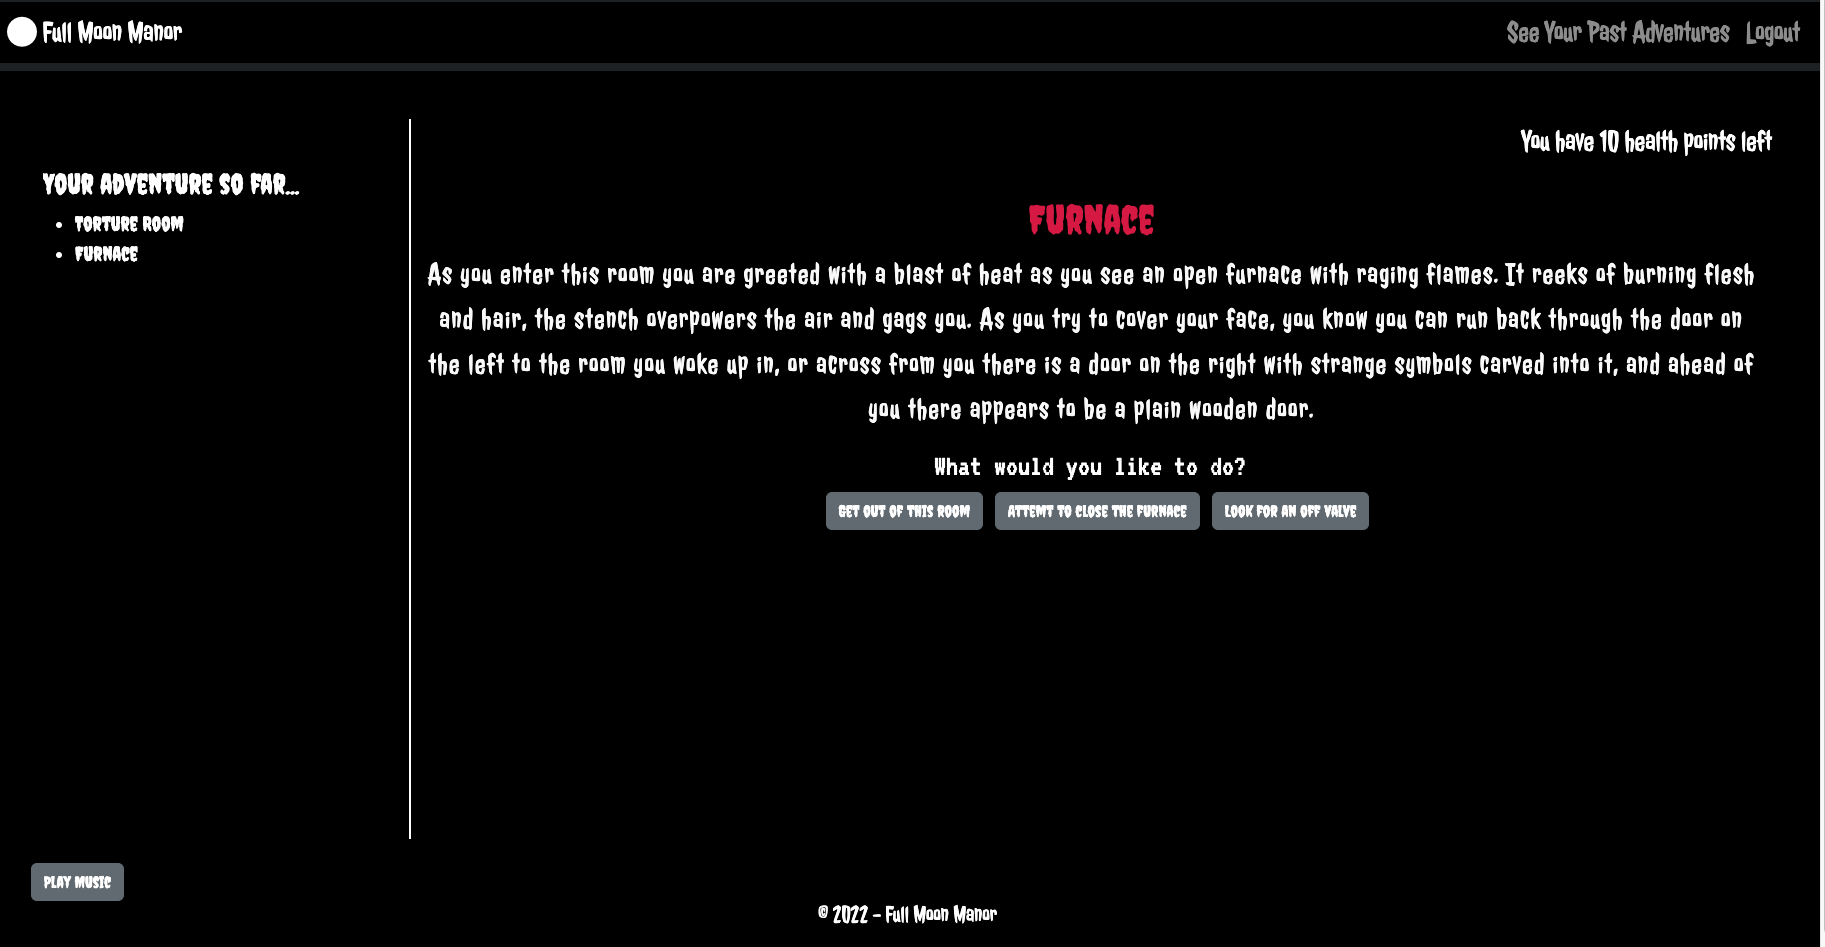 Full Moon Manor
See Your Past Adventures Logout
You have 10 health points left
YOUR ADVENTURE SO FAR...
TORTURE ROOM
FURNACE
FURNACE
As you enter this room you are greeted with a blast of heat as you see an open furnace with raging flames. It reeks of burning flesh
and hair, the stench overpowers the air and gags you. As you try to cover your face, you know you can run back through the door on
the left to the room you woke up in, or across from you there is a door on the right with strange symbols carved into it, and ahead of
you there appears to be a plain wooden door.
What would you like to do?
GET OUT OF THIS ROOM
ATTEMT TO CLOSE THE FURNACE
LOOK FOR AN OFF VALVE
PLAY MUSIC
© 2022 - Full Moon Manor